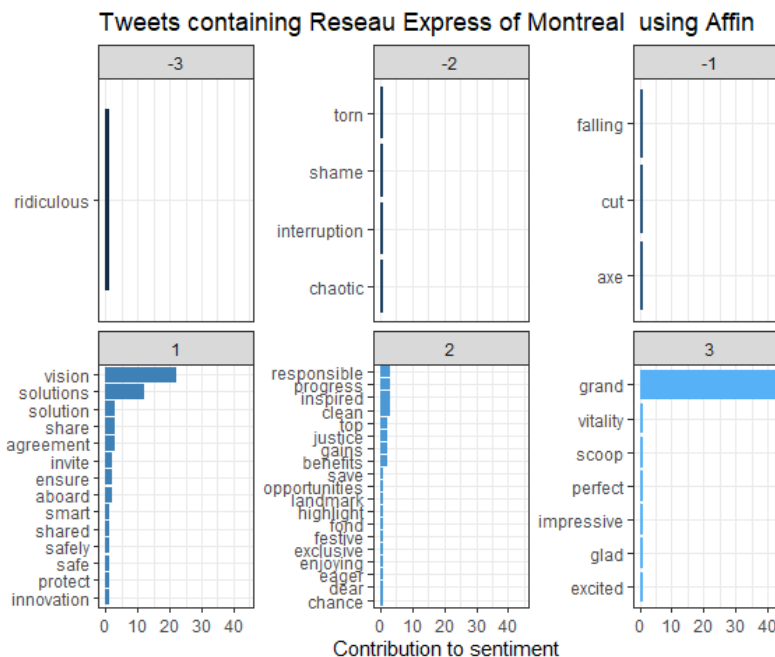 Tweets containing Reseau Express of Montreal using Affin
-3
-2
-1
ridiculous
torn
shame
interruption
chaotic
falling
cut
axe
1
2
3
vision
solutions
solution
share
agreement
invite
ensure
aboard
smart
shared
safely
safe
protect
innovation
0 10 20 30 40
responsible
progress
inspired
clean
top
justice
gains
benefits
save
opportunities
landmark
highlight
fond
festive
exclusive
enjoying
eager
dear
chance
0 10 20 30 40
grand
vitality
scoop
perfect
impressive
glad
excited
0 10 20 30 40
Contribution to sentiment